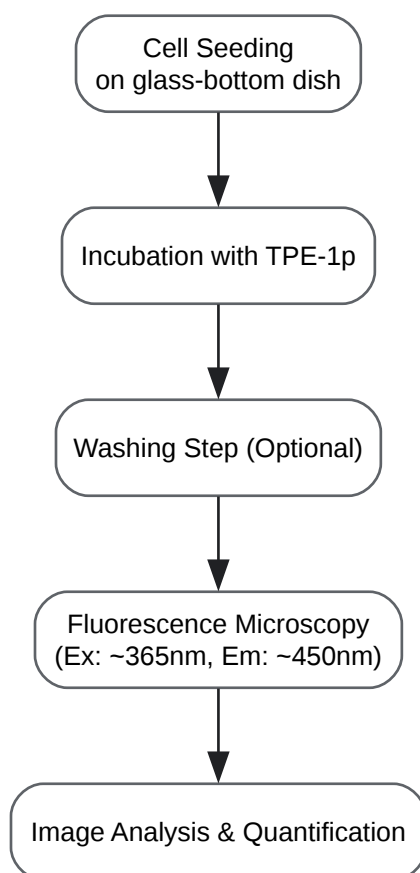 Cell Seeding
on glass-bottom dish
Incubation with TPE-1p
Washing Step (Optional)
Fluorescence Microscopy
(Ex: ~365nm, Em: ~450nm)
Image Analysis & Quantification